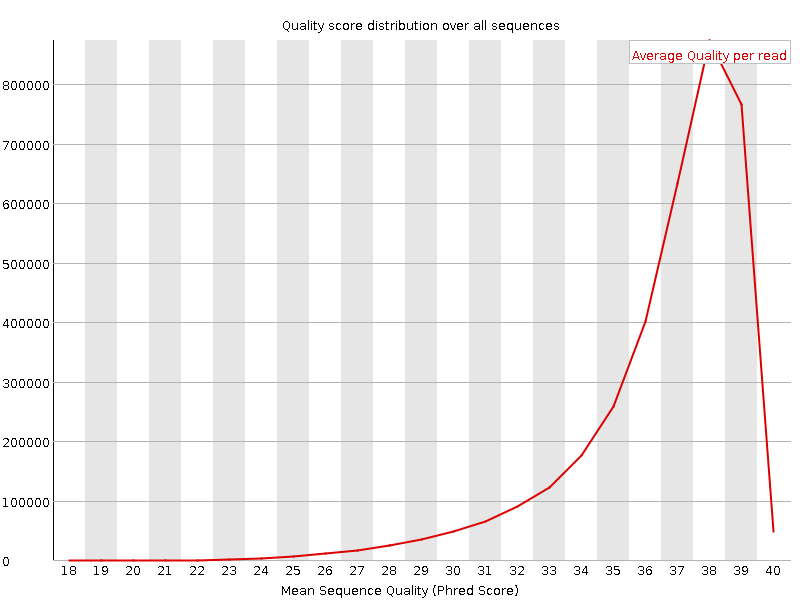 Quality score distribution over all sequences
Average Quality per read
800000
700000
600000
500000
400000
300000
200000
100000
0
18 19 20 21 22 23 24 25 26 27 28 29 30 31 32 33 34 35 36 37 38 39 40
Mean Sequence Quality (Phred Score)